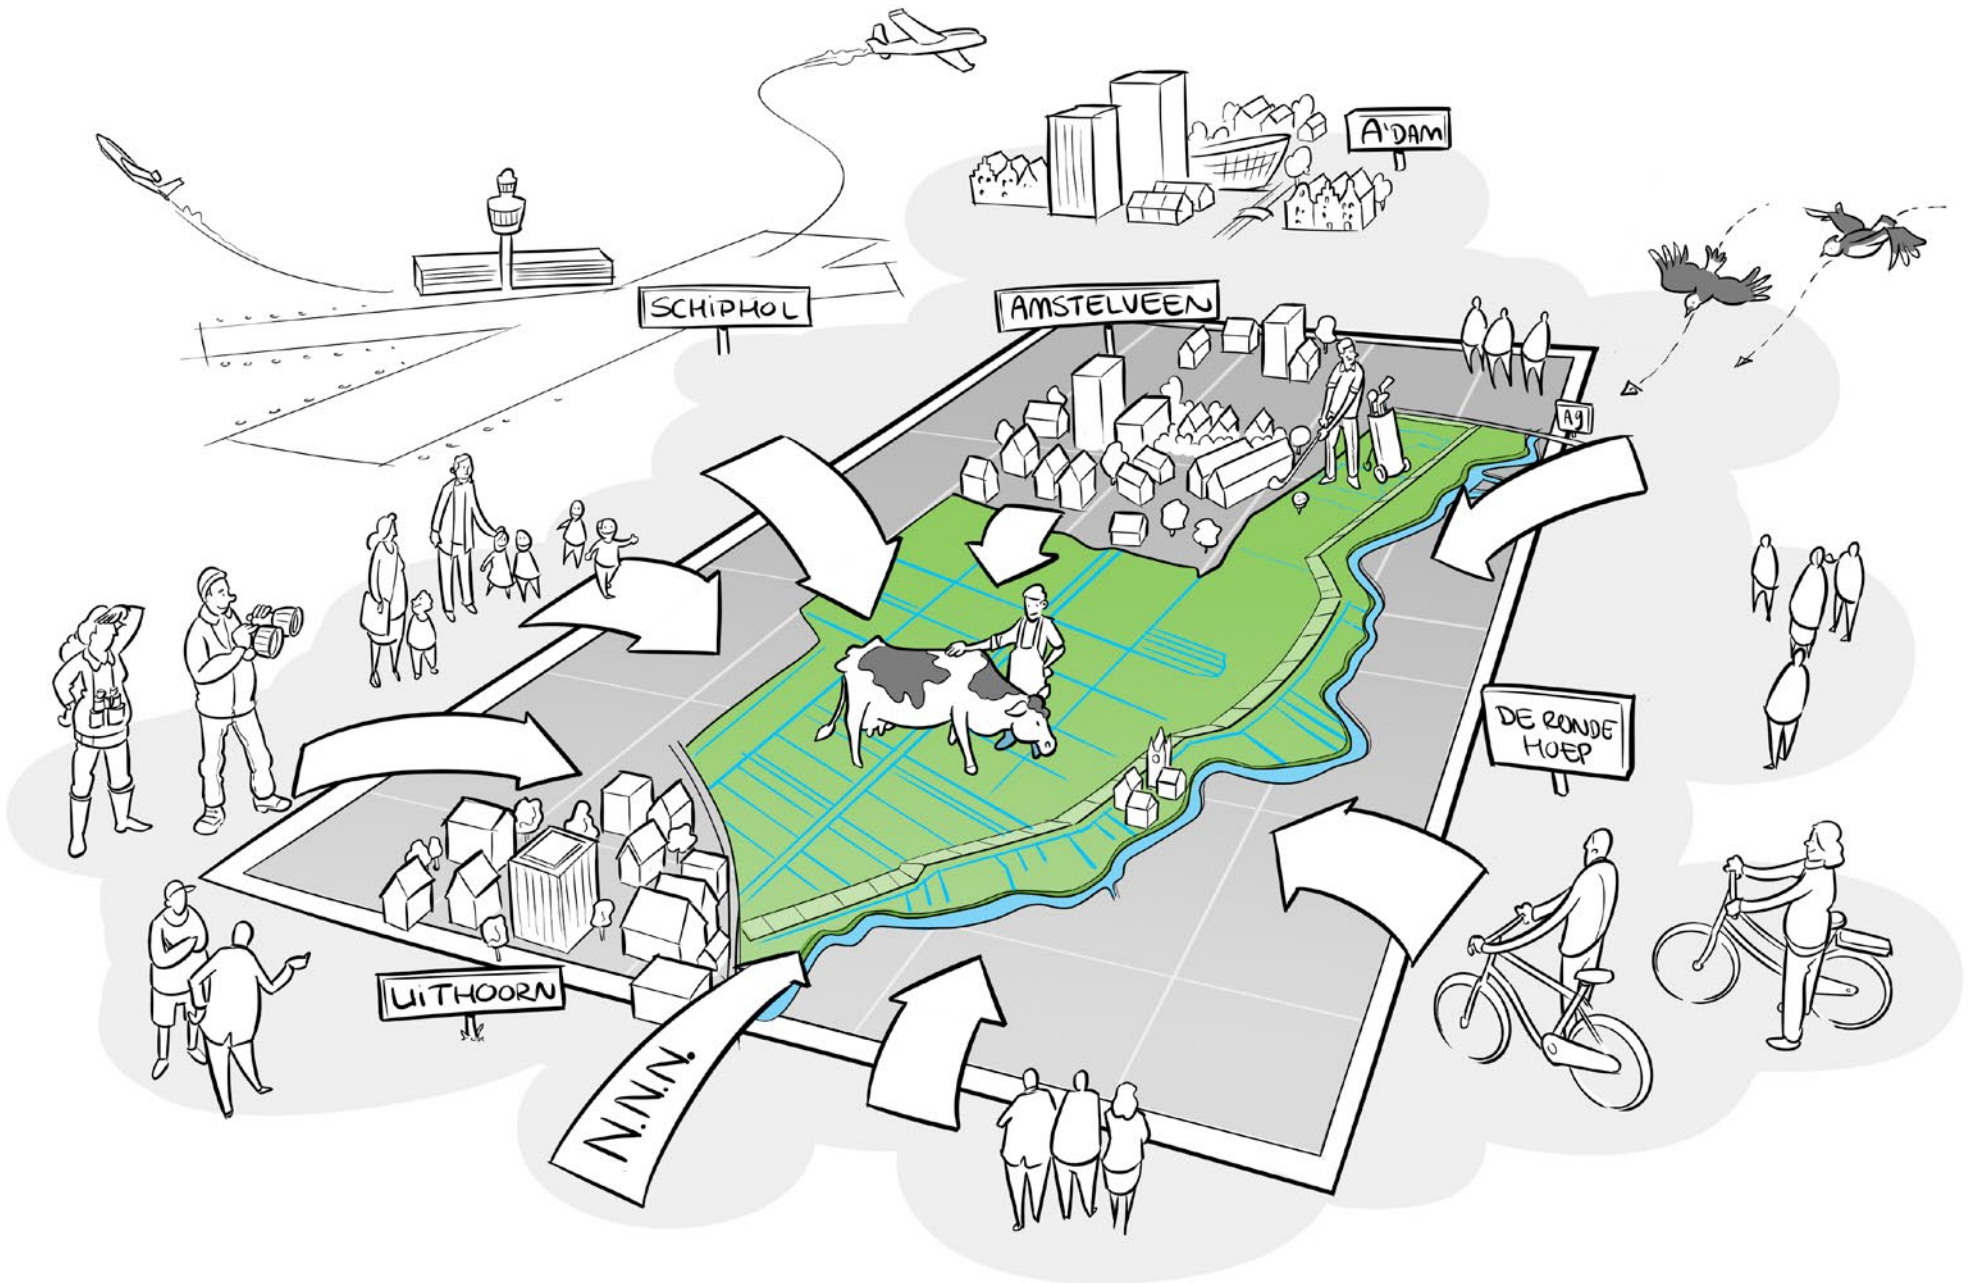 A'DAM
SCHIPHOL
AMSTELVEEN
A9
DE RONDE
HOEP
UITHOORN
N.N.N.